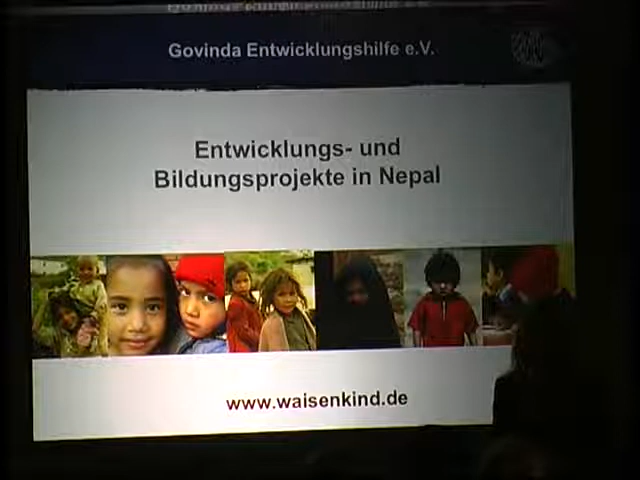 Govinda Entwicklungshilfe e.V.
Entwicklungs- und
Bildungsprojekte in Nepal
www.waisenkind.de